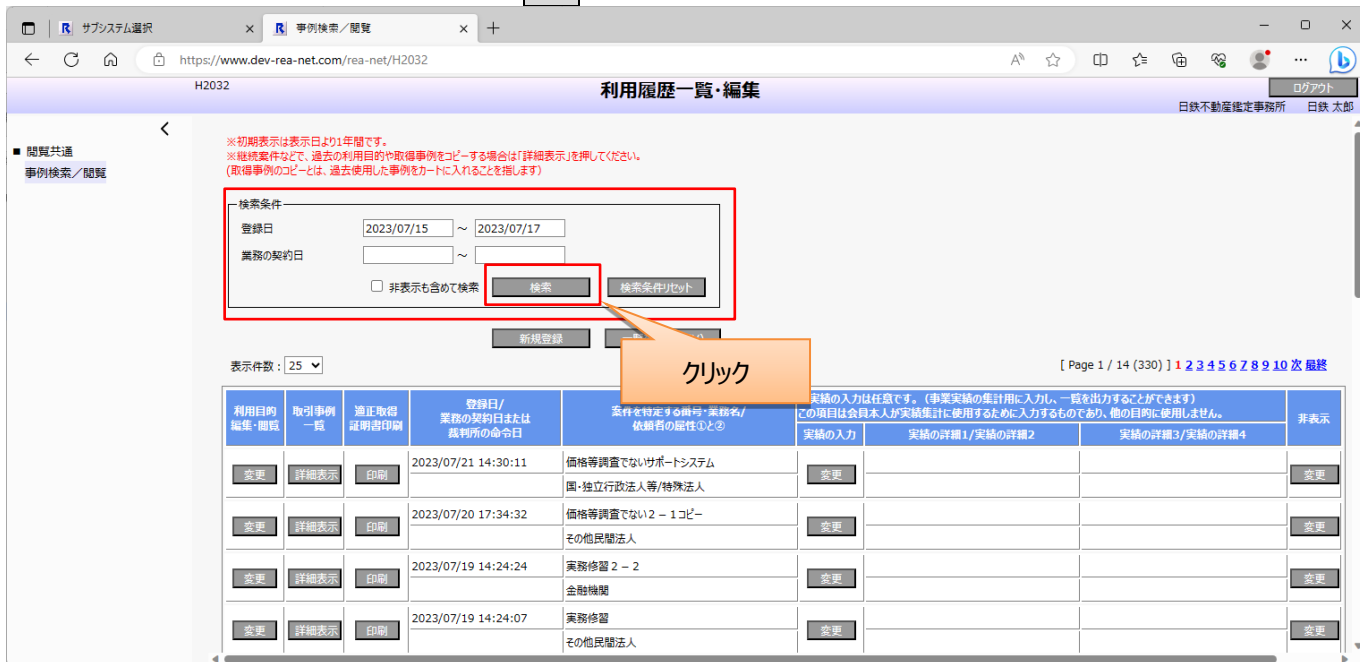 サブシステム選択
事例検索／閲覧
https://www.dev-rea-net.com/rea-net/H2032
H2032
利用履歴一覧・編集
ログアウト
日鉄不動産鑑定事務所 日鉄 太郎
■ 閲覧共通
事例検索／閲覧
※初期表示は表示日より1年間です。
※継続案件などで、過去の利用目的や取得事例をコピーする場合は「詳細表示」を押してください。
(取得事例のコピーとは、過去使用した事例をカートに入れることを指します)
検索条件
登録日 2023/07/15 ～ 2023/07/17
業務の契約日 ～
非表示も含めて検索 検索 検索条件リセット
新規登録
クリック
表示件数： 25
[ Page 1 / 14 (330) ] 1 2 3 4 5 6 7 8 9 10 次 最終
利用目的
編集・閲覧
取引事例
一覧
適正取得
証明書印刷
登録日/
業務の契約日または
裁判所の命令日
案件を特定する番号・業務名/
依頼者の属性①と②
実績の入力は任意です。（事業実績の集計用に入力し、一覧を出力することができます）
この項目は会員本人が実績集計に使用するために入力するものであり、他の目的に使用しません。
実績の入力 実績の詳細1/実績の詳細2 実績の詳細3/実績の詳細4
非表示
変更 詳細表示 印刷 2023/07/21 14:30:11 価格等調査でないサポートシステム 変更 変更
国・独立行政法人等/特殊法人
変更 詳細表示 印刷 2023/07/20 17:34:32 価格等調査でない２－１コピー 変更 変更
その他民間法人
変更 詳細表示 印刷 2023/07/19 14:24:24 実務修習２－２ 変更 変更
金融機関
変更 詳細表示 印刷 2023/07/19 14:24:07 実務修習 変更 変更
その他民間法人